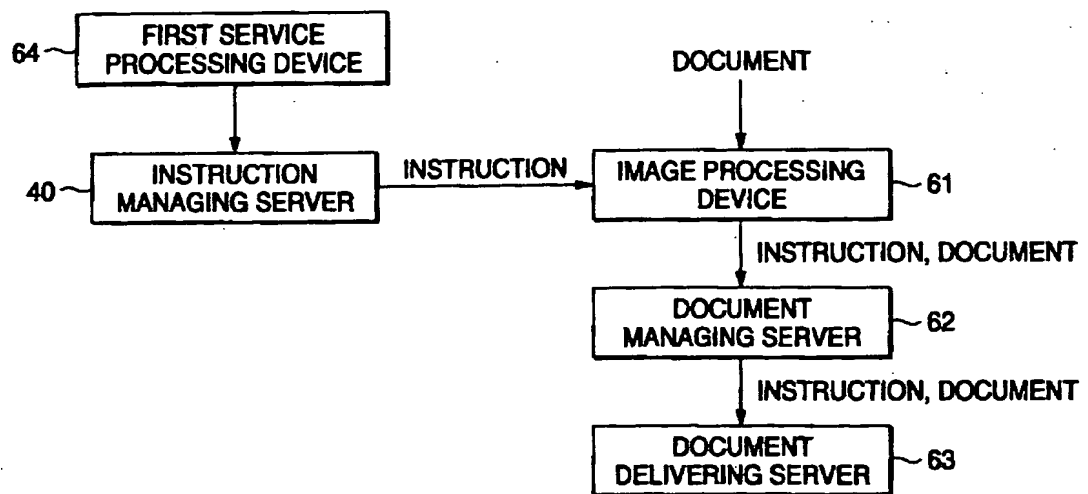 64
FIRST SERVICE
PROCESSING DEVICE
DOCUMENT
40
INSTRUCTION
MANAGING SERVER
INSTRUCTION
IMAGE PROCESSING
DEVICE
61
INSTRUCTION, DOCUMENT
DOCUMENT
MANAGING SERVER
62
INSTRUCTION, DOCUMENT
DOCUMENT
DELIVERING SERVER
63